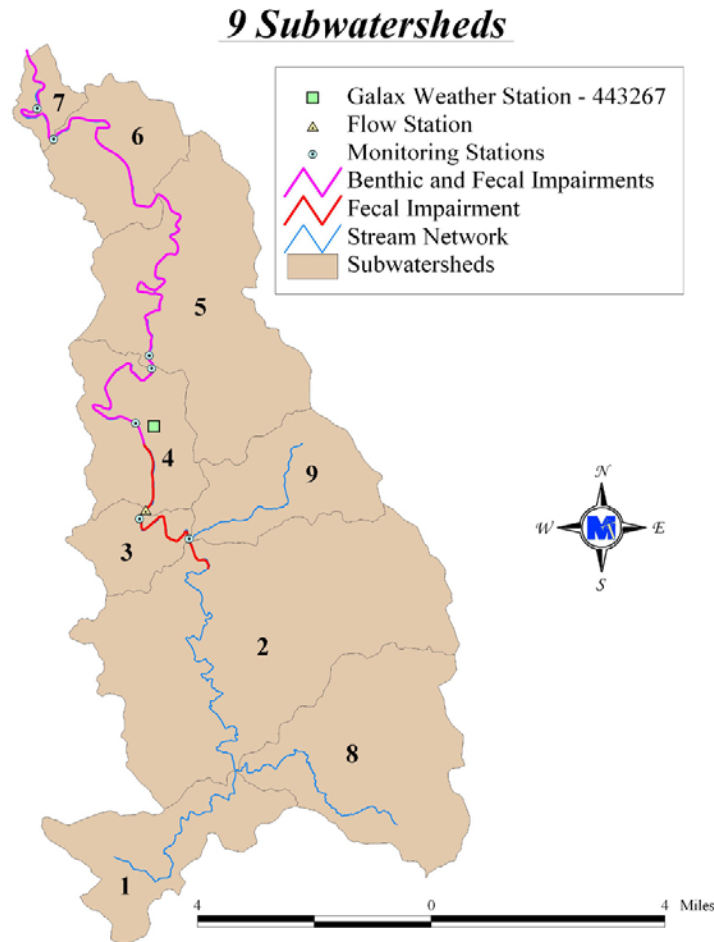 9 Subwatersheds
Galax Weather Station - 443267
Flow Station
Monitoring Stations
Benthic and Fecal Impairments
Fecal Impairment
Stream Network
Subwatersheds
7
6
5
4
9
3
2
8
1
N
W M E
S
4 0 4 Miles